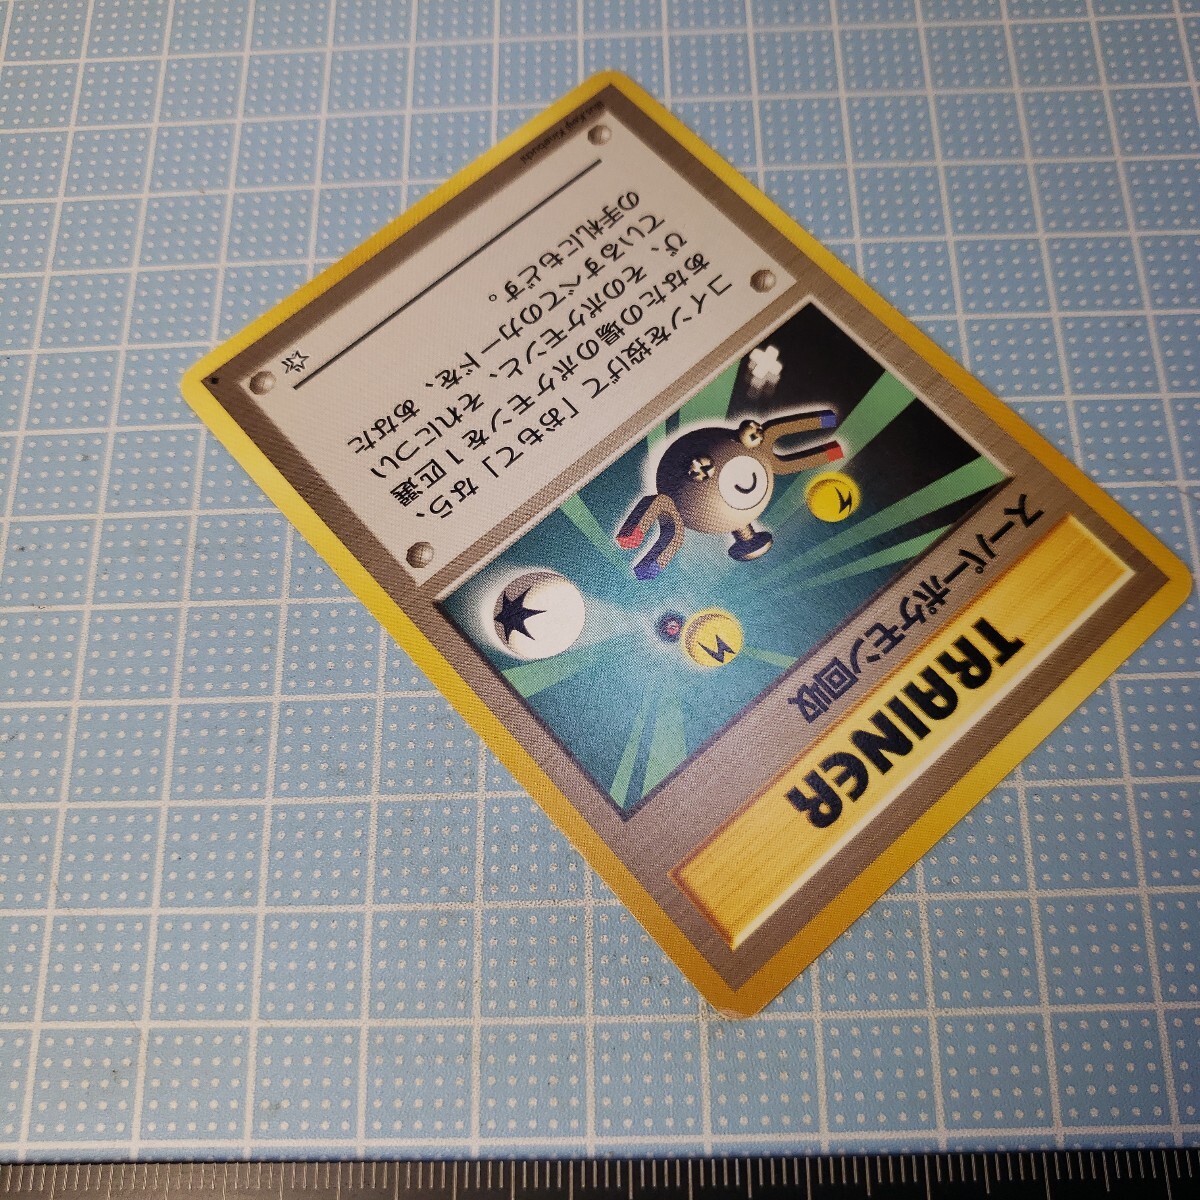 TRAINER
スーパーポケモン回収
コインを投げて「おもて」なら、
あなたの場のポケモンを1匹選
び、そのポケモンと、それについ
ているすべてのカードを、あなた
の手札にもどす。